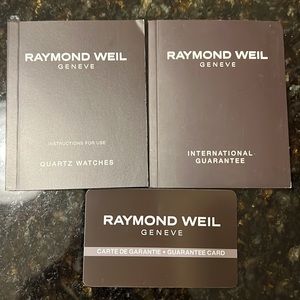 RAYMOND WEIL
GENEVE
INSTRUCTIONS FOR USE
QUARTZ WATCHES
RAYMOND WEIL
GENEVE
INTERNATIONAL
GUARANTEE
RAYMOND WEIL
GENEVE
CARTE DE GARANTIE • GUARANTEE CARD